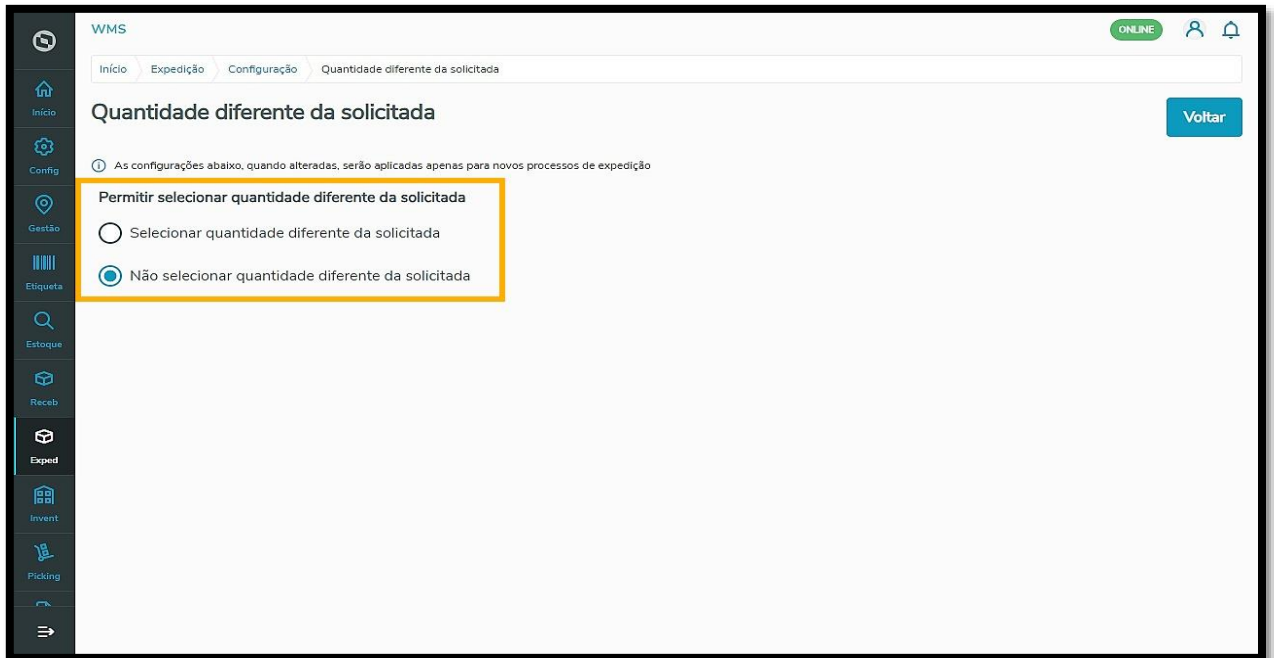 WMS
ONLINE
Início Expedição Configuração Quantidade diferente da solicitada
Quantidade diferente da solicitada
Voltar
As configurações abaixo, quando alteradas, serão aplicadas apenas para novos processos de expedição
Permitir selecionar quantidade diferente da solicitada
Selecionar quantidade diferente da solicitada
Não selecionar quantidade diferente da solicitada
Início
Config
Gestão
Etiqueta
Estoque
Receb
Exped
Invent
Picking